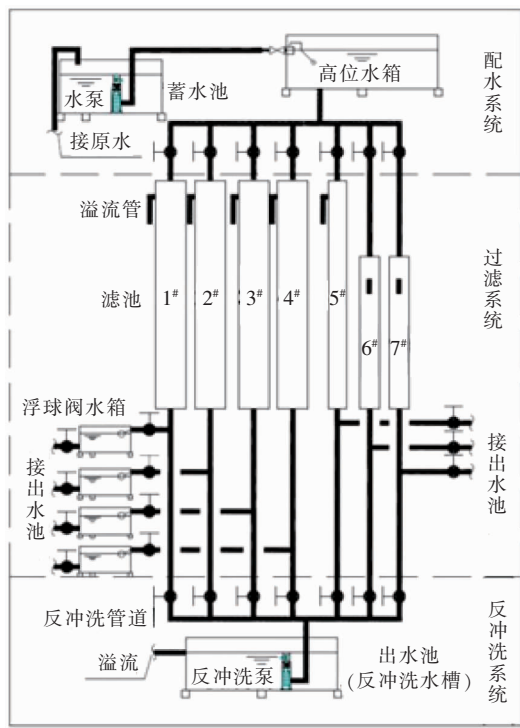 配水系统
高位水箱
水泵
蓄水池
接原水
溢流管
过滤系统
滤池
1#
2#
3#
4#
5#
6#
7#
浮球阀水箱
接出水池
接出水池
反冲洗管道
反冲洗系统
溢流
反冲洗泵
出水池
(反冲洗水槽)